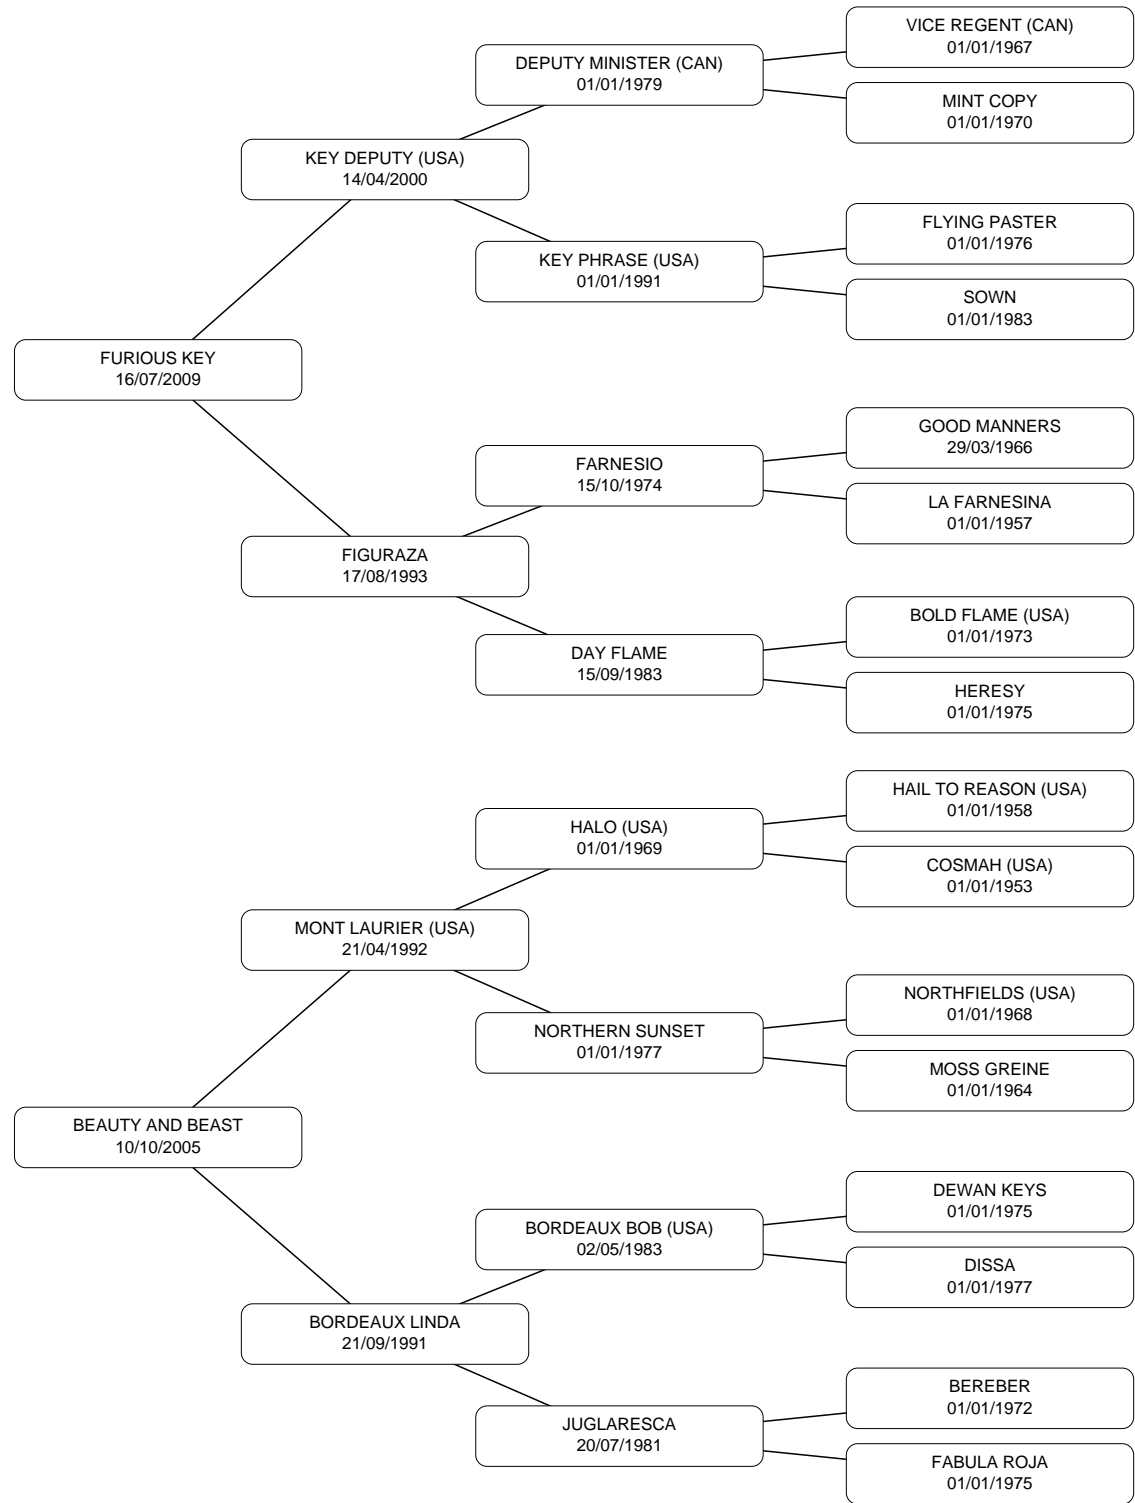 VICE REGENT (CAN)
01/01/1967
DEPUTY MINISTER (CAN)
01/01/1979
MINT COPY
01/01/1970
KEY DEPUTY (USA)
14/04/2000
FLYING PASTER
01/01/1976
KEY PHRASE (USA)
01/01/1991
SOWN
01/01/1983
FURIOUS KEY
16/07/2009
GOOD MANNERS
29/03/1966
FARNESIO
15/10/1974
LA FARNESINA
01/01/1957
FIGURAZA
17/08/1993
BOLD FLAME (USA)
01/01/1973
DAY FLAME
15/09/1983
HERESY
01/01/1975
HAIL TO REASON (USA)
01/01/1958
HALO (USA)
01/01/1969
COSMAH (USA)
01/01/1953
MONT LAURIER (USA)
21/04/1992
NORTHFIELDS (USA)
01/01/1968
NORTHERN SUNSET
01/01/1977
MOSS GREINE
01/01/1964
BEAUTY AND BEAST
10/10/2005
DEWAN KEYS
01/01/1975
BORDEAUX BOB (USA)
02/05/1983
DISSA
01/01/1977
BORDEAUX LINDA
21/09/1991
BEREBER
01/01/1972
JUGLARESCA
20/07/1981
FABULA ROJA
01/01/1975